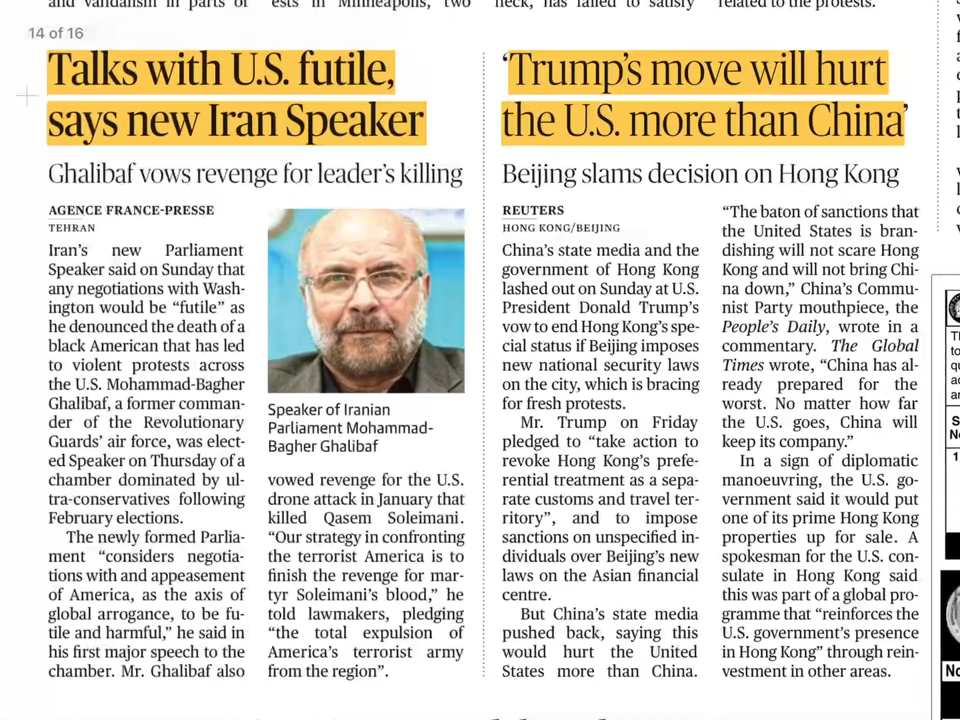 and vandalism in parts of
ests in Minneapolis, two
neck, has failed to satisfy
related to the protests.
14 of 16
Talks with U.S. futile,
says new Iran Speaker
Ghalibaf vows revenge for leader's killing
AGENCE FRANCE-PRESSE
TEHRAN
Iran's new Parliament
Speaker said on Sunday that
any negotiations with Wash-
ington would be “futile” as
he denounced the death of a
black American that has led
to violent protests across
the U.S. Mohammad-Bagher
Ghalibaf, a former comman-
der of the Revolutionary
Guards' air force, was elect-
ed Speaker on Thursday of a
chamber dominated by ul-
tra-conservatives following
February elections.
The newly formed Parlia-
ment “considers negotia-
tions with and appeasement
of America, as the axis of
global arrogance, to be fu-
tile and harmful,” he said in
his first major speech to the
chamber. Mr. Ghalibaf also
Speaker of Iranian
Parliament Mohammad-
Bagher Ghalibaf
vowed revenge for the U.S.
drone attack in January that
killed Qasem Soleimani.
“Our strategy in confronting
the terrorist America is to
finish the revenge for mar-
tyr Soleimani's blood,” he
told lawmakers, pledging
“the total expulsion of
America's terrorist army
from the region”.
‘Trump's move will hurt
the U.S. more than China’
Beijing slams decision on Hong Kong
REUTERS
HONG KONG/BEIJING
China's state media and the
government of Hong Kong
lashed out on Sunday at U.S.
President Donald Trump's
vow to end Hong Kong's spe-
cial status if Beijing imposes
new national security laws
on the city, which is bracing
for fresh protests.
Mr. Trump on Friday
pledged to “take action to
revoke Hong Kong's prefe-
rential treatment as a sepa-
rate customs and travel ter-
ritory”, and to impose
sanctions on unspecified in-
dividuals over Beijing's new
laws on the Asian financial
centre.
But China's state media
pushed back, saying this
would hurt the United
States more than China.
“The baton of sanctions that
the United States is bran-
dishing will not scare Hong
Kong and will not bring Chi-
na down,” China's Commu-
nist Party mouthpiece, the
People's Daily, wrote in a
commentary. The Global
Times wrote, “China has al-
ready prepared for the
worst. No matter how far
the U.S. goes, China will
keep its company.”
In a sign of diplomatic
manoeuvring, the U.S. go-
vernment said it would put
one of its prime Hong Kong
properties up for sale. A
spokesman for the U.S. con-
sulate in Hong Kong said
this was part of a global pro-
gramme that “reinforces the
U.S. government's presence
in Hong Kong” through rein-
vestment in other areas.